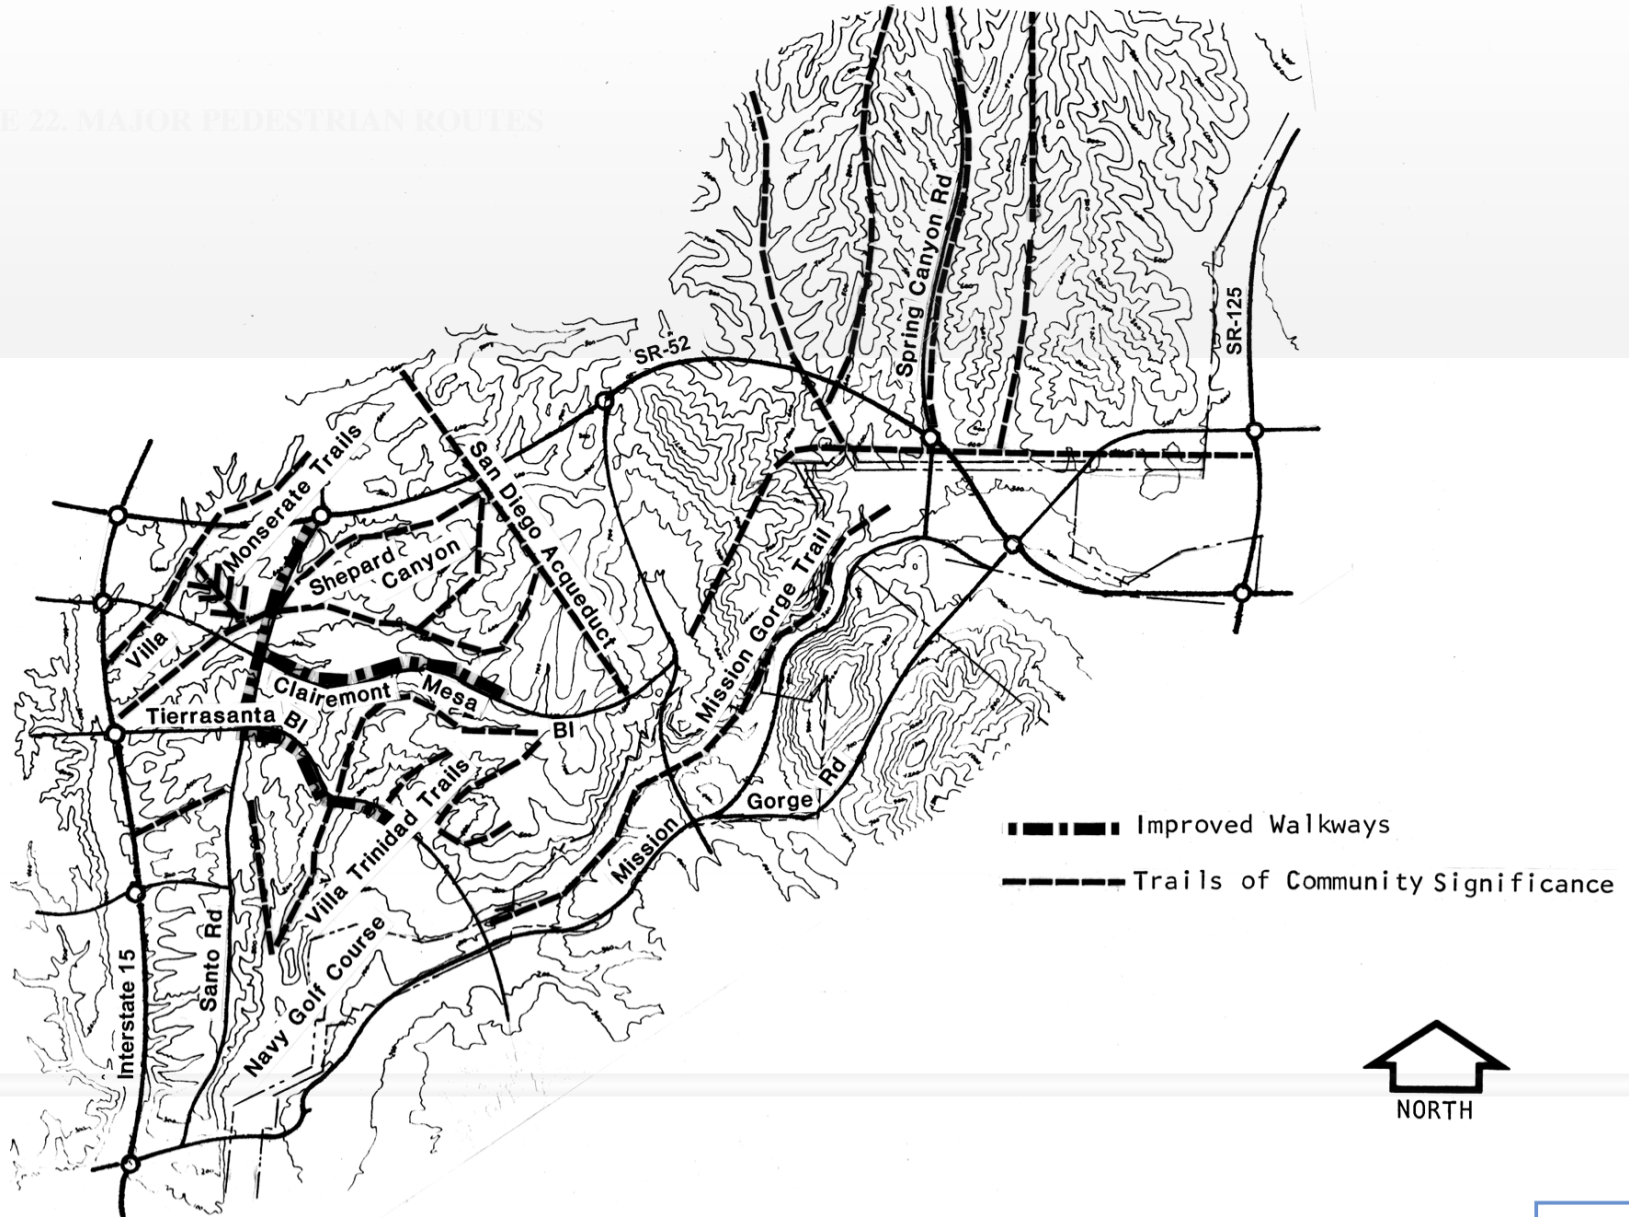 E 22. MAJOR PEDESTRIAN ROUTES
SR-52
Spring Canyon Rd
SR-125
Villa Monserate Trails
San Diego Acqueduct
Shepard
Canyon
Mission Gorge Trail
Clairemont Mesa Bl
Tierrasanta Bl
Villa Trinidad Trails
Mission Gorge Rd
Navy Golf Course
Santo Rd
Interstate 15
Improved Walkways
Trails of Community Significance
NORTH